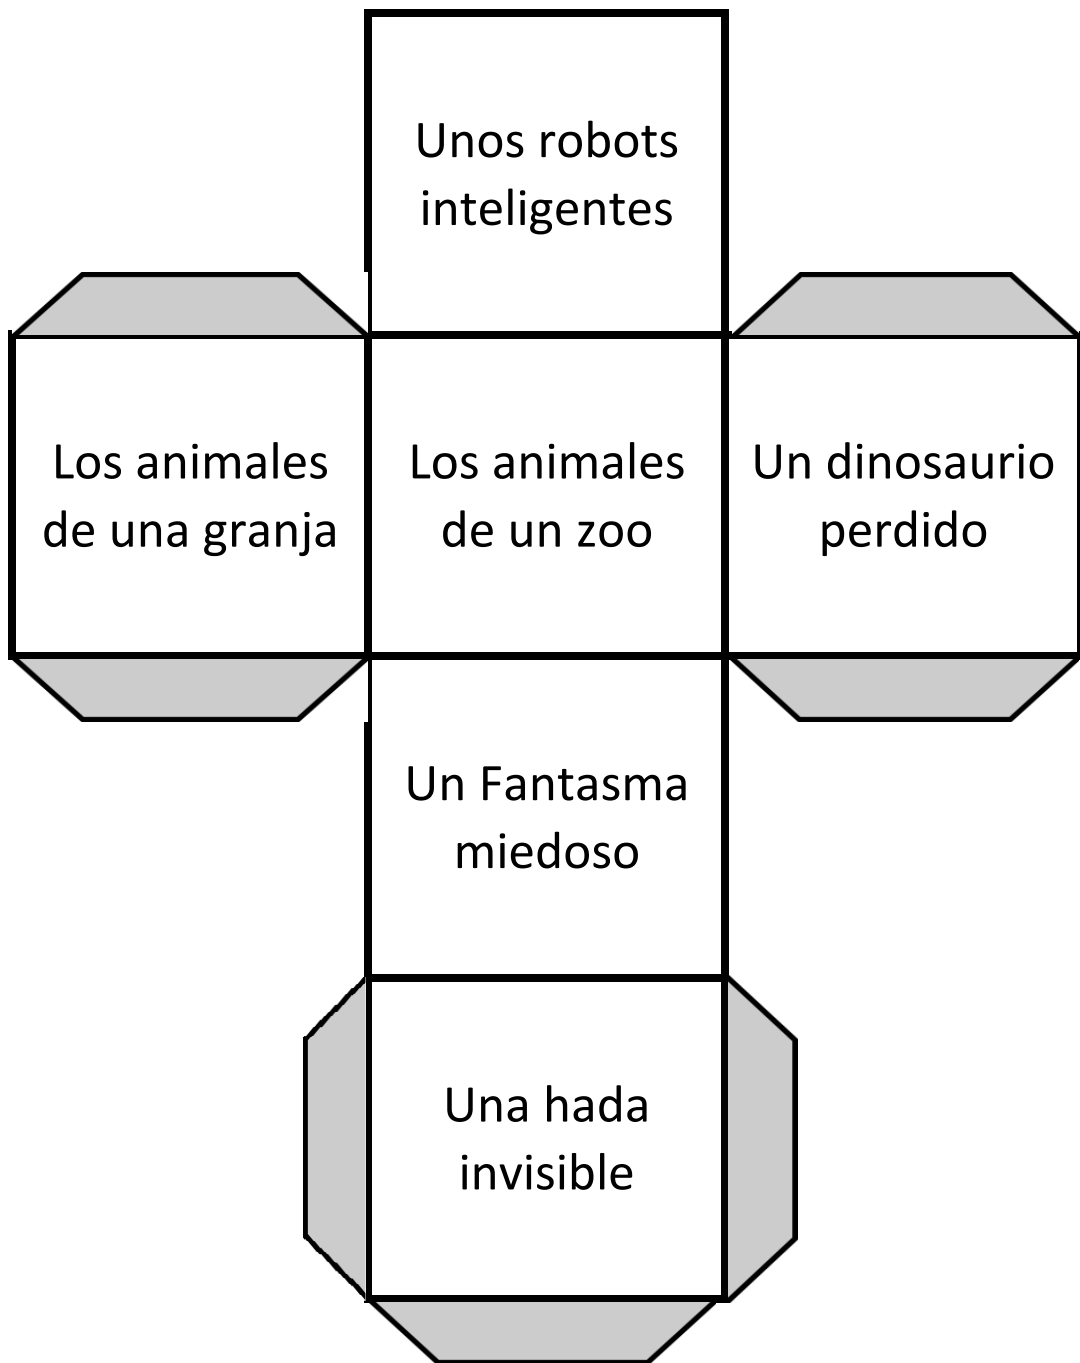 Unos robots
inteligentes
Los animales
de una granja
Los animales
de un zoo
Un dinosaurio
perdido
Un Fantasma
miedoso
Una hada
invisible